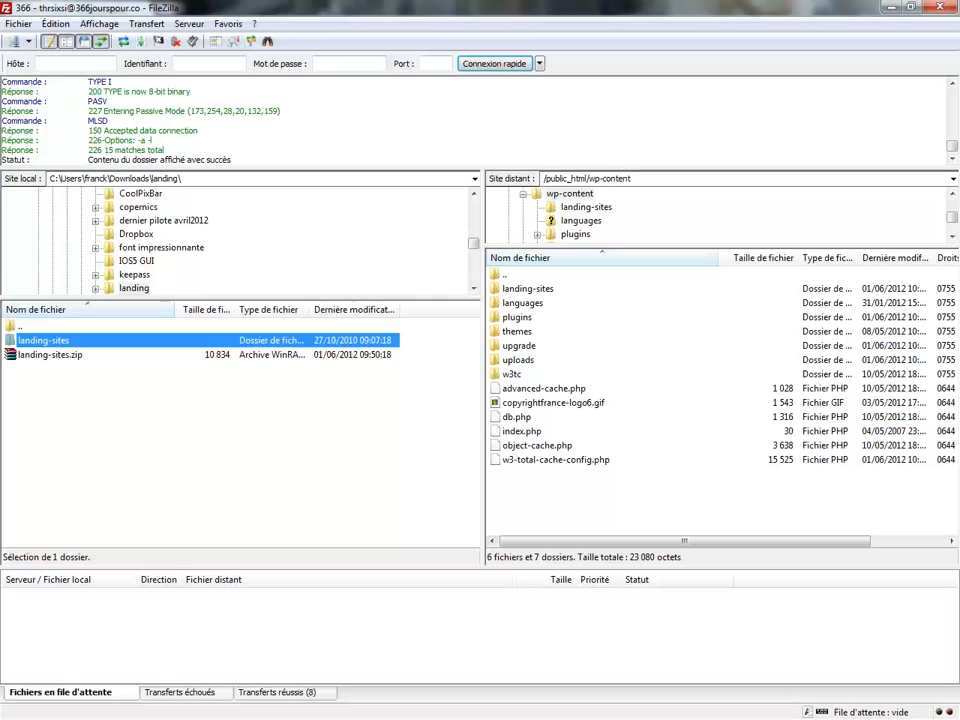 366 - thrsixsi@366jourspour.co - FileZilla
Fichier Édition Affichage Transfert Serveur Favoris ?
Hôte : Identifiant : Mot de passe : Port : Connexion rapide
Commande : TYPE I
Réponse : 200 TYPE is now 8-bit binary
Commande : PASV
Réponse : 227 Entering Passive Mode (173,254,28,20,132,159)
Commande : MLSD
Réponse : 150 Accepted data connection
Réponse : 226-Options: -a -l
Réponse : 226 15 matches total
Statut : Contenu du dossier affiché avec succès
Site local : C:\Users\franck\Downloads\landing\
CoolPixBar
copernics
dernier pilote avril2012
Dropbox
font impressionnante
IOS5 GUI
keepass
landing
Nom de fichier Taille de fi... Type de fichier Dernière modificat...
..
landing-sites Dossier de fich... 27/10/2010 09:07:18
landing-sites.zip 10 834 Archive WinRA... 01/06/2012 09:50:18
Sélection de 1 dossier.
Site distant : /public_html/wp-content
wp-content
landing-sites
languages
plugins
Nom de fichier Taille de fichier Type de fic... Dernière modif... Droits
..
landing-sites Dossier de ... 01/06/2012 10:... 0755
languages Dossier de ... 31/01/2012 15:... 0755
plugins Dossier de ... 01/06/2012 10:... 0755
themes Dossier de ... 08/05/2012 10:... 0755
upgrade Dossier de ... 01/06/2012 10:... 0755
uploads Dossier de ... 01/06/2012 10:... 0755
w3tc Dossier de ... 10/05/2012 18:... 0755
advanced-cache.php 1 028 Fichier PHP 10/05/2012 18:... 0644
copyrightfrance-logo6.gif 1 543 Fichier GIF 03/05/2012 17:... 0644
db.php 1 316 Fichier PHP 10/05/2012 18:... 0644
index.php 30 Fichier PHP 04/05/2007 23:... 0644
object-cache.php 3 638 Fichier PHP 10/05/2012 18:... 0644
w3-total-cache-config.php 15 525 Fichier PHP 01/06/2012 10:... 0644
6 fichiers et 7 dossiers. Taille totale : 23 080 octets
Serveur / Fichier local Direction Fichier distant Taille Priorité Statut
Fichiers en file d'attente Transferts échoués Transferts réussis (8)
File d'attente : vide